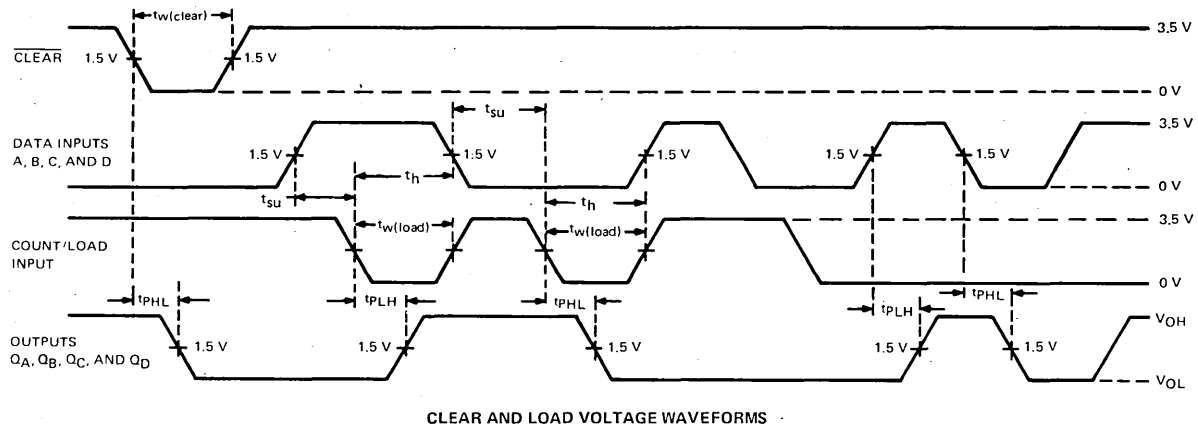 tw(clear)
3.5 V
CLEAR
1.5 V
1.5 V
0 V
tsu
3.5 V
DATA INPUTS
A, B, C, AND D
1.5 V
1.5 V
1.5 V
1.5 V
1.5 V
0 V
tsu
th
th
tw(load)
tw(load)
3.5 V
COUNT/LOAD
INPUT
0 V
tPHL
tPLH
tPHL
tPLH
tPHL
VOH
OUTPUTS
QA, QB, QC, AND QD
1.5 V
1.5 V
1.5 V
1.5 V
1.5 V
VOL
CLEAR AND LOAD VOLTAGE WAVEFORMS